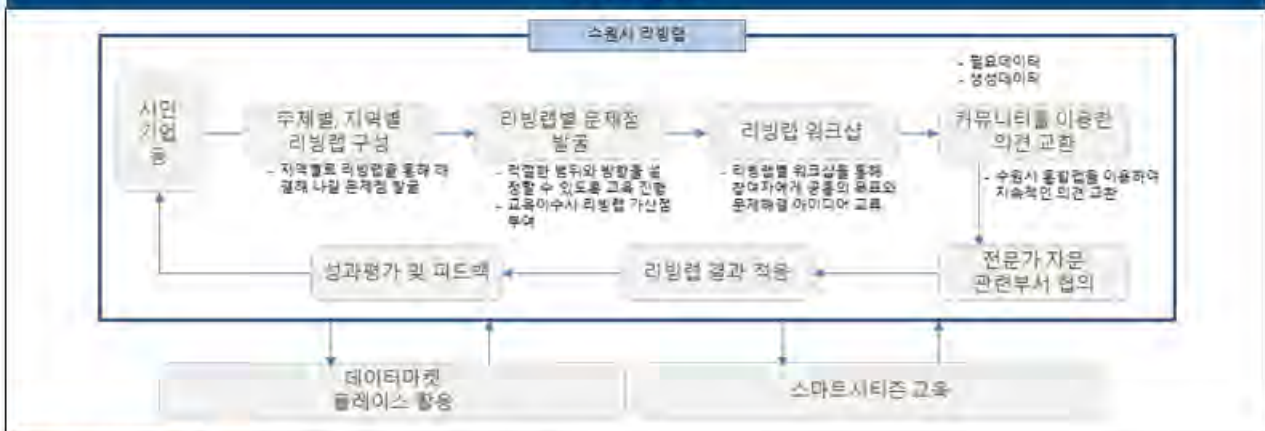 수원시 리빙랩
- 필요데이터
- 생성데이터
시민
기업
등
주제별, 지역별
리빙랩 구성
- 지역별로 리빙랩을 통해 해
결해 나갈 문제점 발굴
리빙랩별 문제점
발굴
- 적절한 범위와 방향을 설
정할 수 있도록 교육 진행
- 교육이수시 리빙랩 가산점
부여
리빙랩 워크샵
- 리빙랩별 워크샵을 통해
참여자에게 공통의 목표와
문제해결 아이디어 교류
커뮤니티를 이용한
의견 교환
- 수원시 통합앱을 이용하여
지속적인 의견 교환
전문가 자문
관련부서 협의
리빙랩 결과 적용
성과평가 및 피드백
데이터마켓
플레이스 활용
스마트시티즌 교육